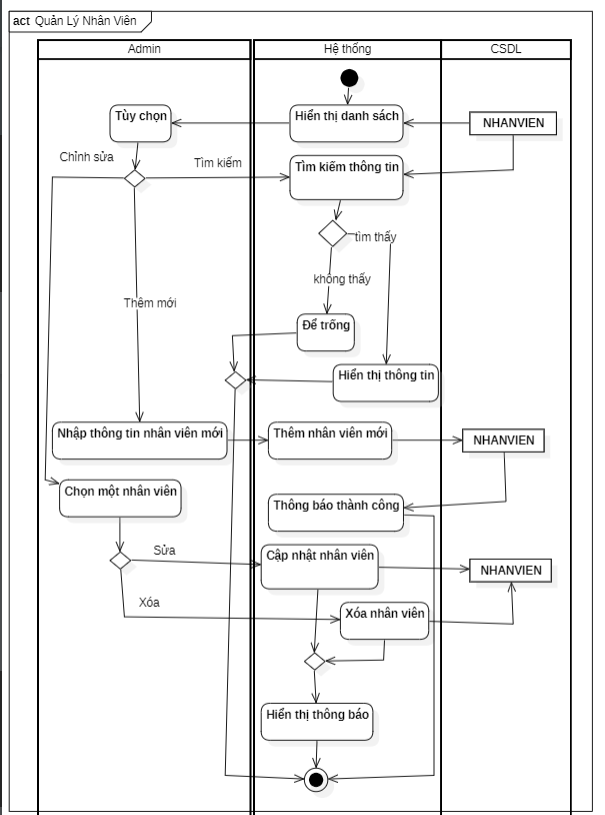 act Quản Lý Nhân Viên
Admin
Hệ thống
CSDL
Tùy chọn
Hiển thị danh sách
NHANVIEN
Chỉnh sửa
Tìm kiếm
Tìm kiếm thông tin
tìm thấy
không thấy
Thêm mới
Để trống
Hiển thị thông tin
Nhập thông tin nhân viên mới
Thêm nhân viên mới
NHANVIEN
Chọn một nhân viên
Thông báo thành công
Sửa
Cập nhật nhân viên
NHANVIEN
Xóa
Xóa nhân viên
Hiển thị thông báo